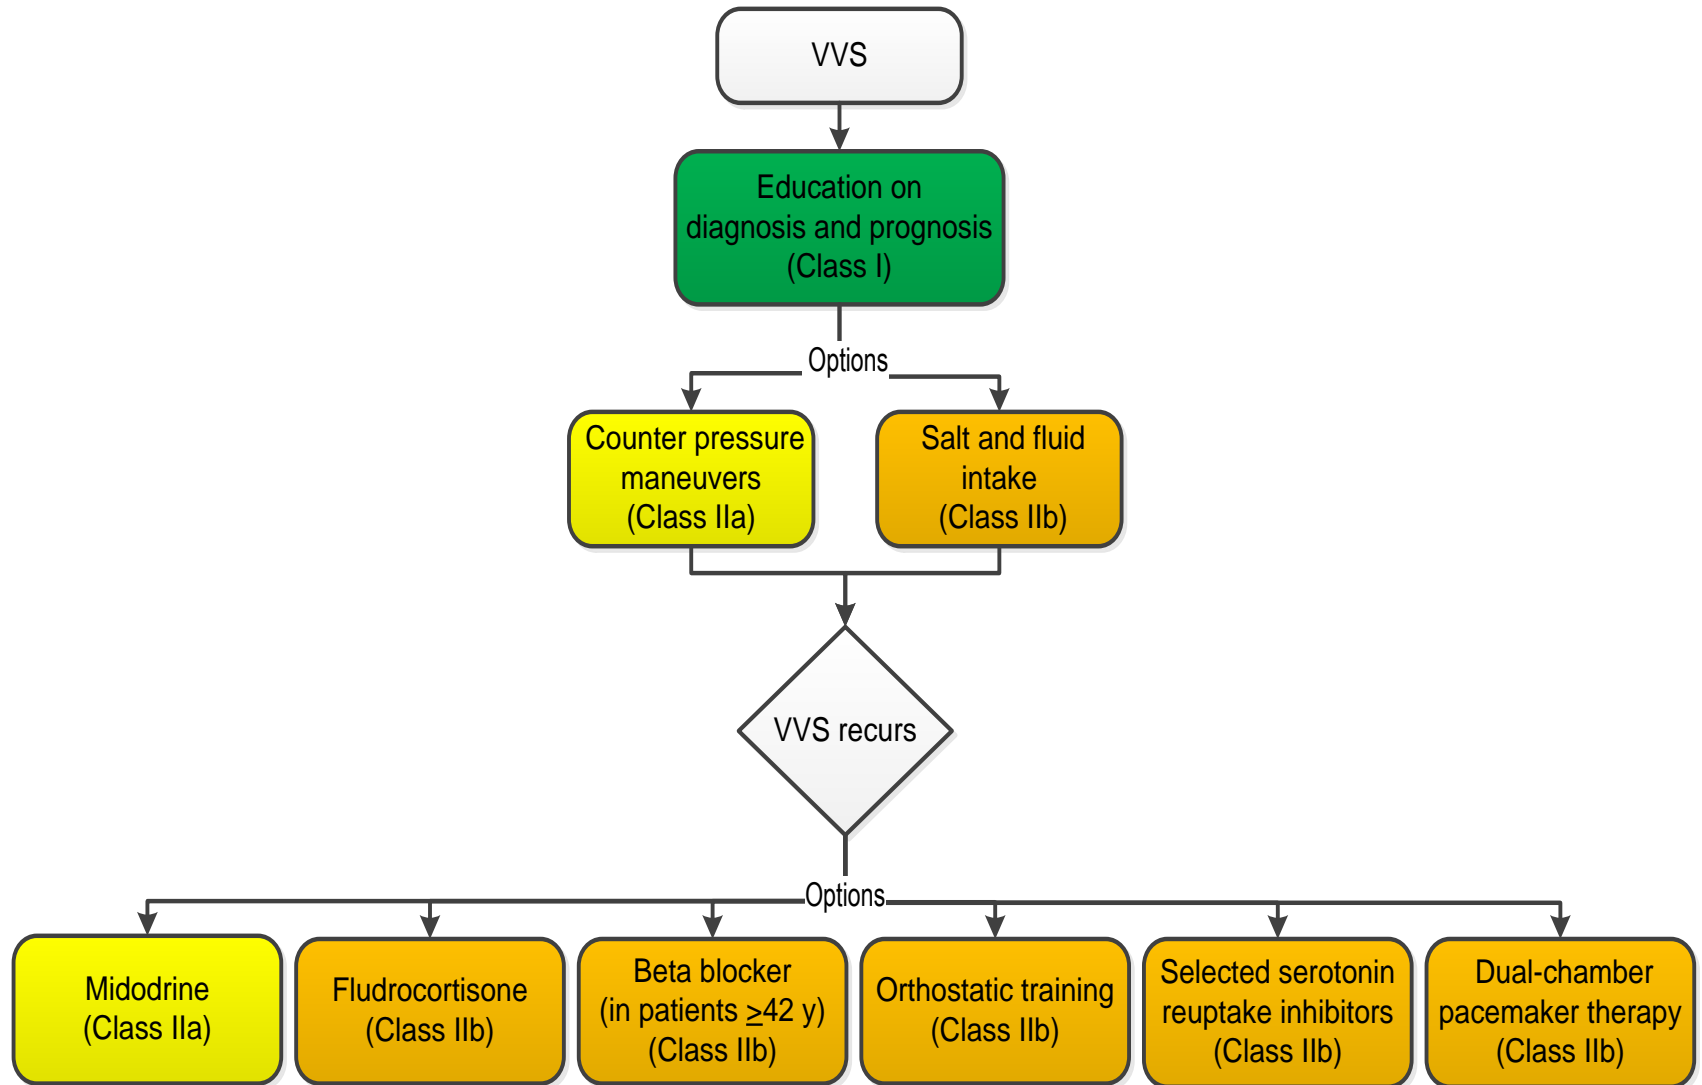 VVS
Education on
diagnosis and prognosis
(Class I)
Options
Counter pressure
maneuvers
(Class IIa)
Salt and fluid
intake
(Class IIb)
VVS recurs
Options
Midodrine
(Class IIa)
Fludrocortisone
(Class IIb)
Beta blocker
(in patients ≥42 y)
(Class IIb)
Orthostatic training
(Class IIb)
Selected serotonin
reuptake inhibitors
(Class IIb)
Dual-chamber
pacemaker therapy
(Class IIb)